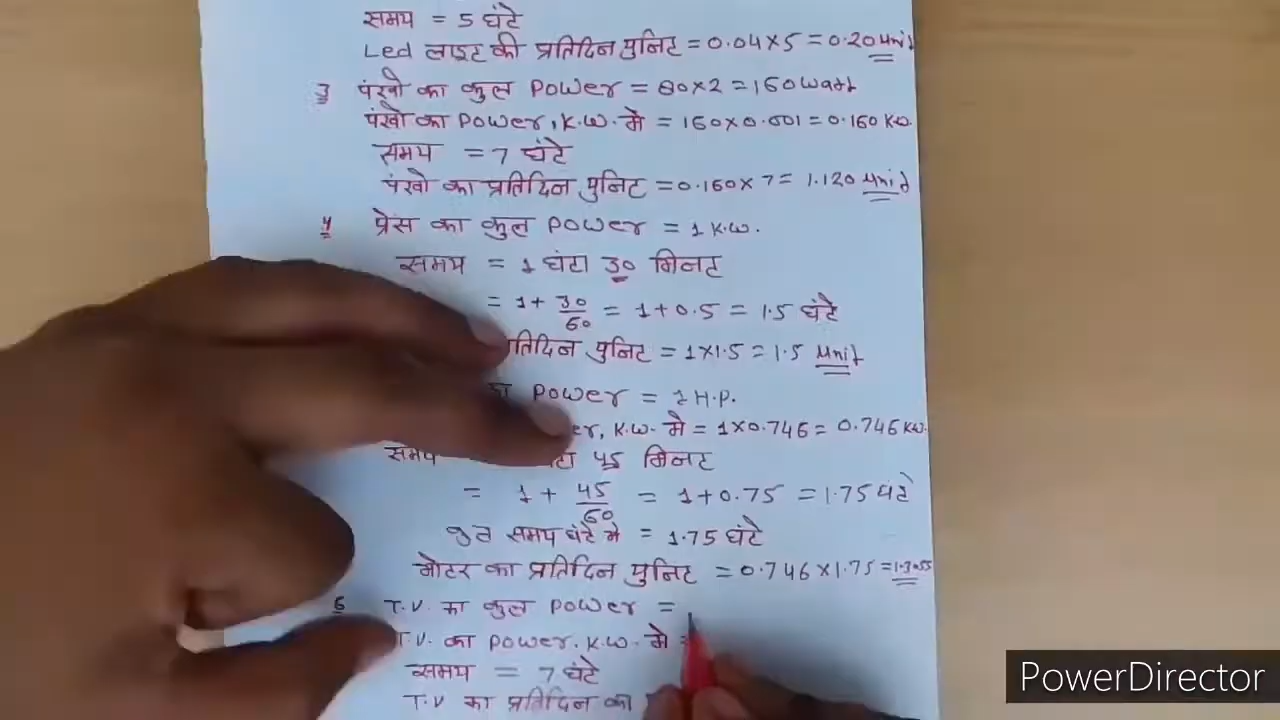 समय = 5 घंटे
Led लाइट की प्रतिदिन युनिट = 0.04 × 5 = 0.20 Unit
3 पंखो का कुल Power = 80 × 2 = 160 Watt
पंखो का Power, K.W. मे = 160 × 0.001 = 0.160 KW.
समय = 7 घंटे
पंखो का प्रतिदिन युनिट = 0.160 × 7 = 1.120 Unit
4 प्रेस का कुल Power = 1 K.W.
समय = 1 घंटा 30 मिनट
= 1 + 30/60 = 1 + 0.5 = 1.5 घंटे
प्रतिदिन युनिट = 1 × 1.5 = 1.5 Unit
का Power = 1 H.P.
K.W. मे = 1 × 0.746 = 0.746 KW.
समय 45 मिनट
= 1 + 45/60 = 1 + 0.75 = 1.75 घंटे
कुल समय घंटे मे = 1.75 घंटे
मोटर का प्रतिदिन युनिट = 0.746 × 1.75 = 1.3055
6 T.V. का कुल Power =
T.V. का Power. K.W. मे =
समय = 7 घंटे
T.V का प्रतिदिन का
PowerDirector